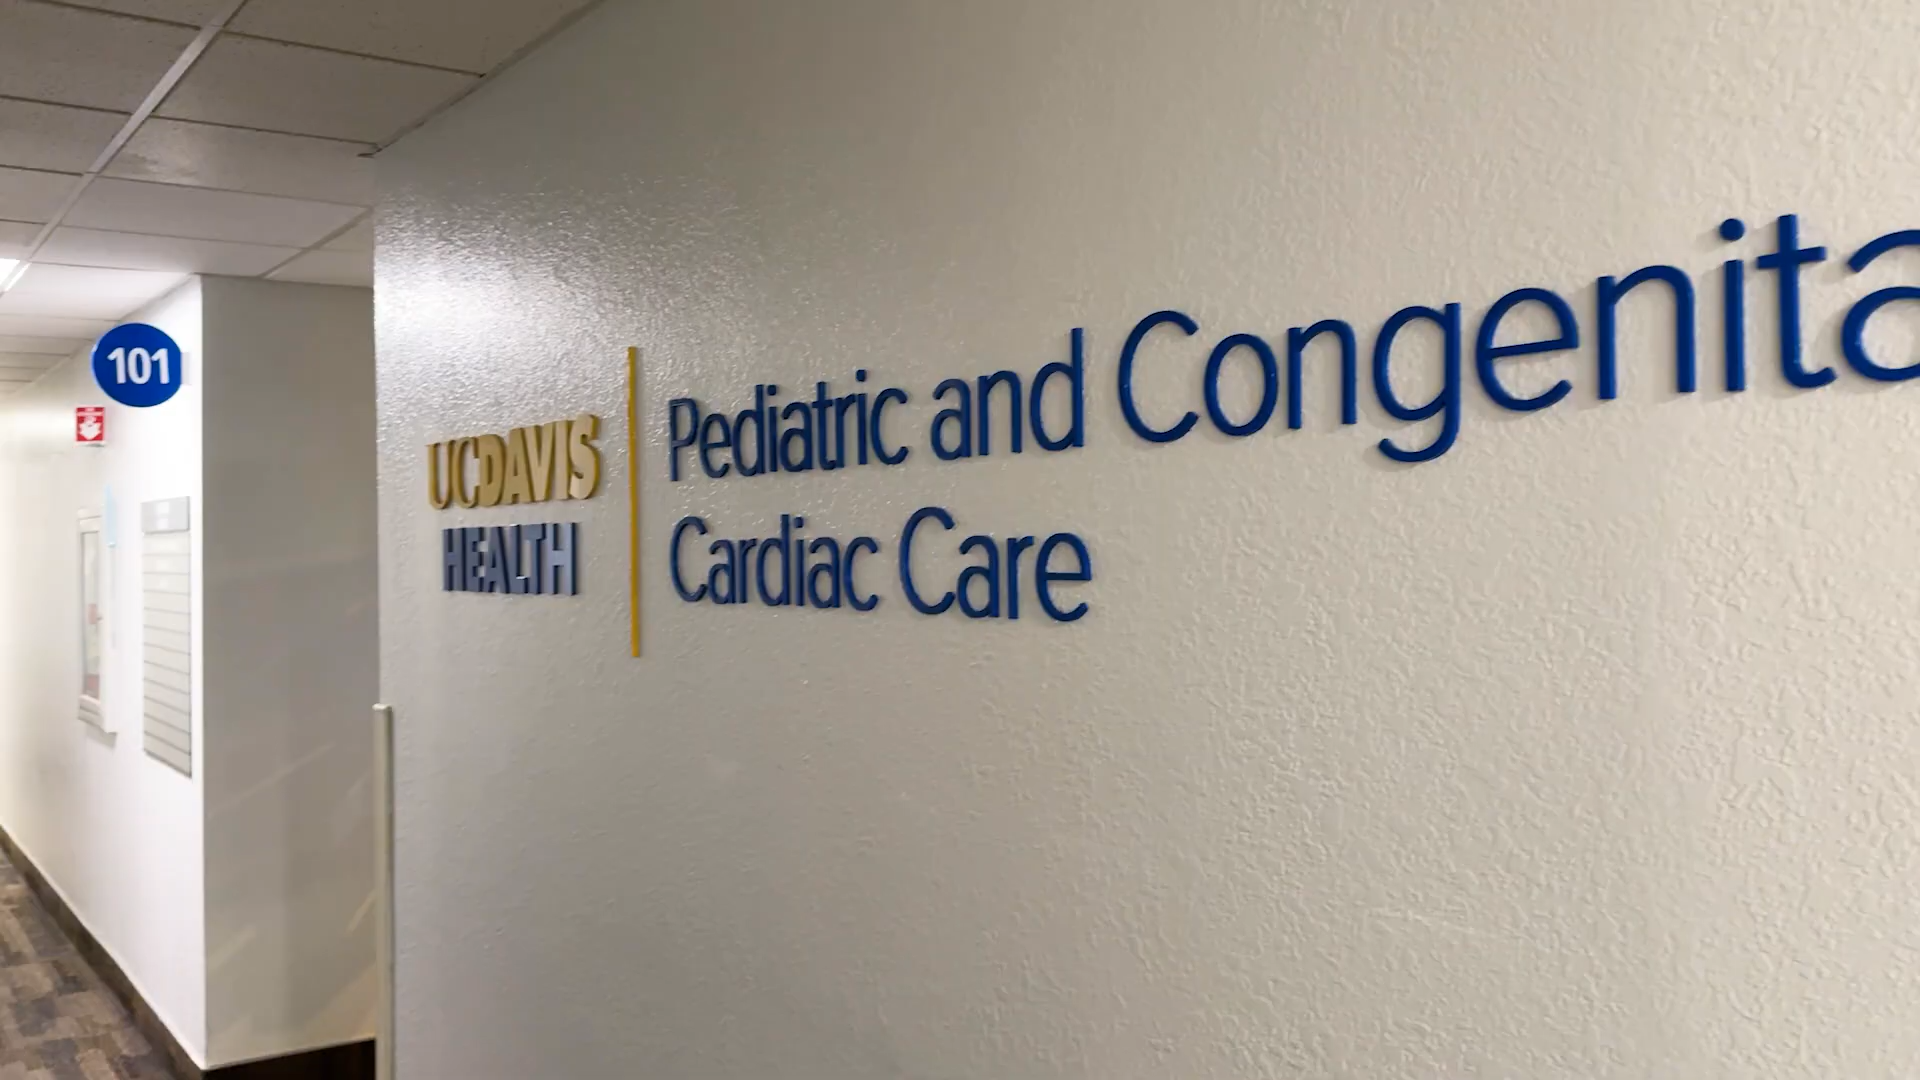 101
UCDAVIS
HEALTH
Pediatric and Congenita
Cardiac Care